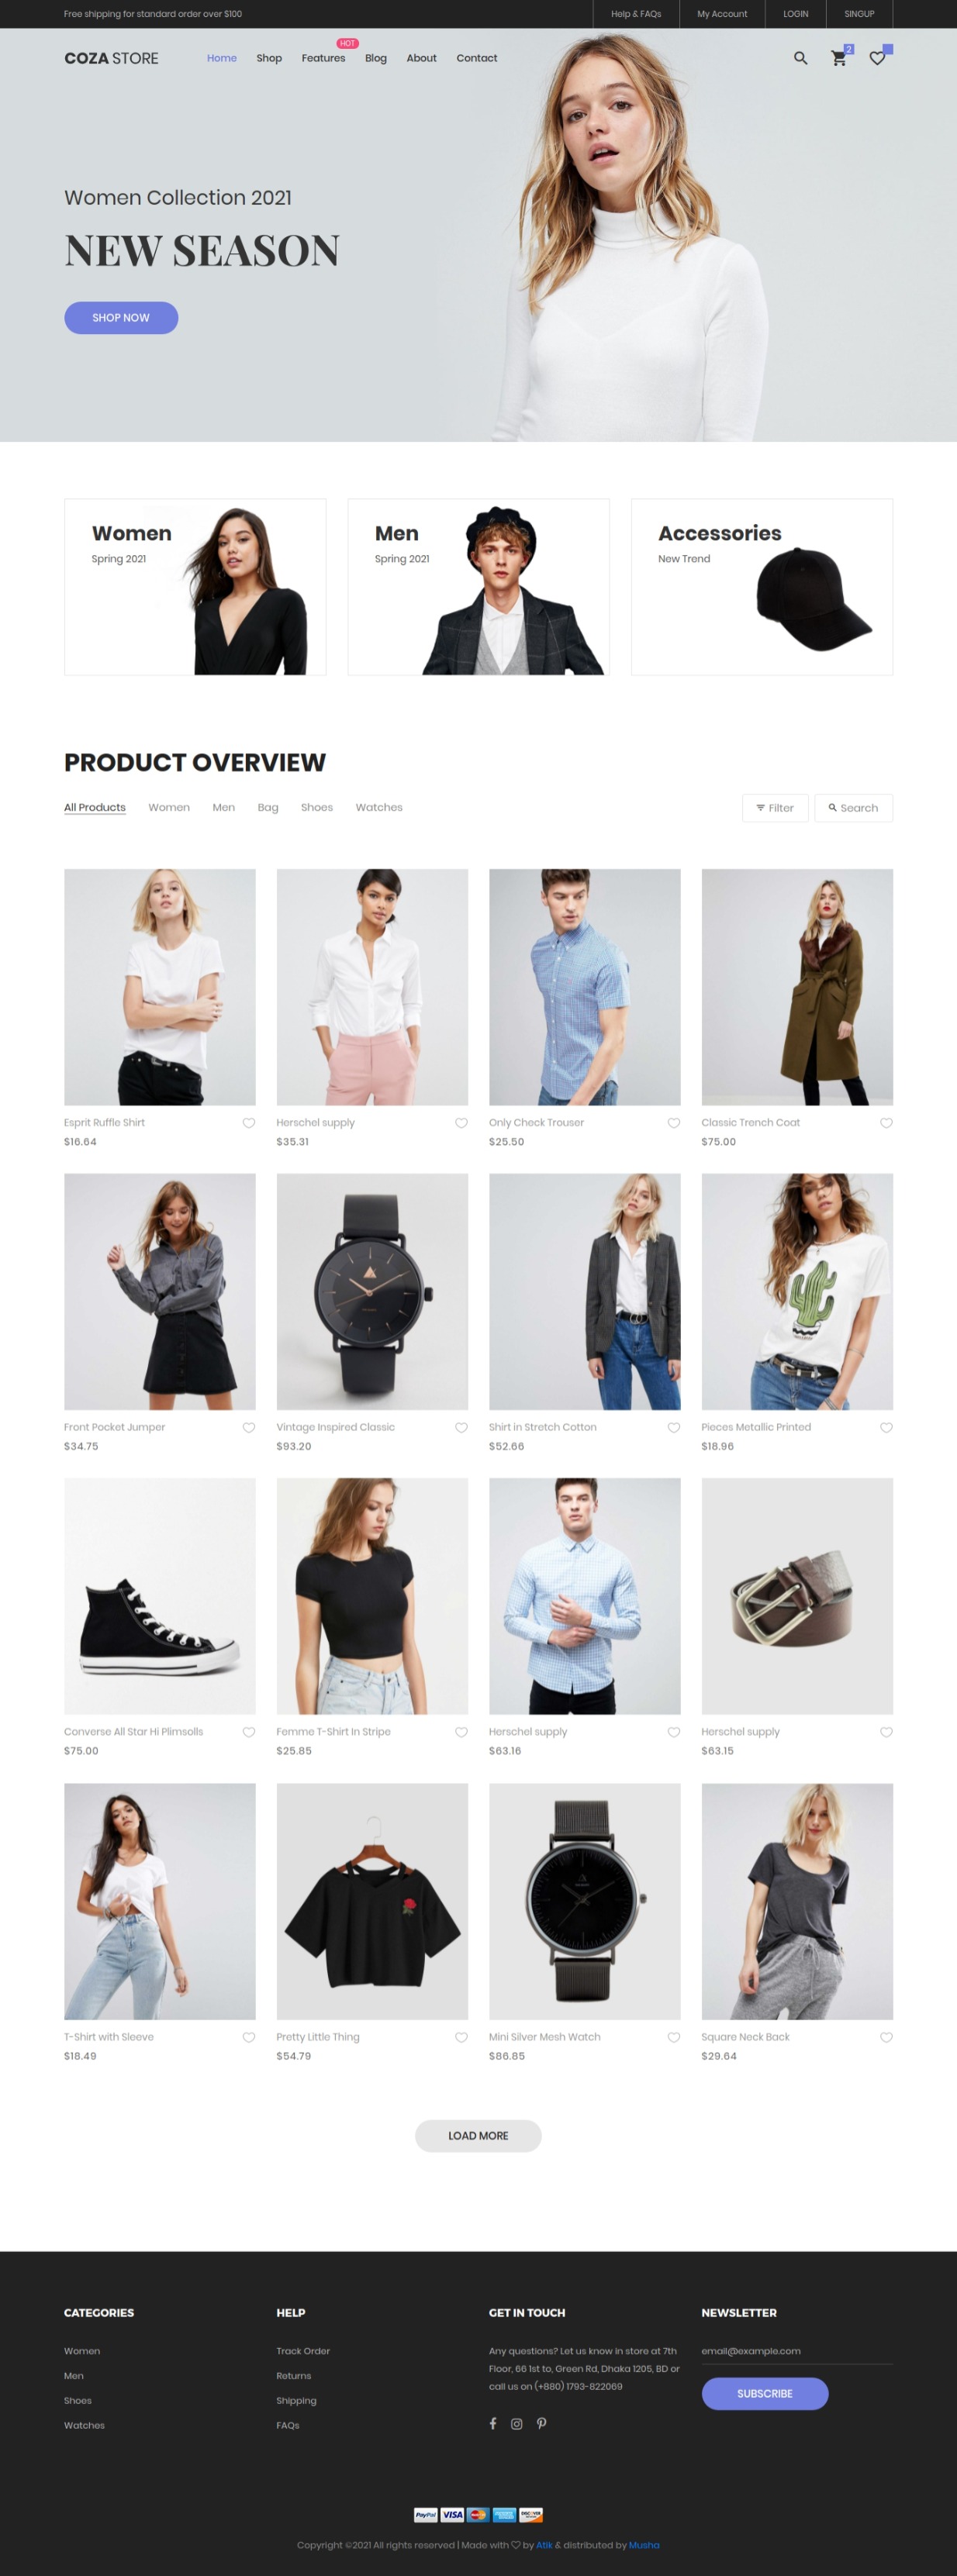 Free shipping for standard order over $100
Help & FAQs
My Account
LOGIN
SINGUP
COZA STORE
Home
Shop
Features
HOT
Blog
About
Contact
2
Women Collection 2021
NEW SEASON
SHOP NOW
Women
Spring 2021
Men
Spring 2021
Accessories
New Trend
PRODUCT OVERVIEW
All Products
Women
Men
Bag
Shoes
Watches
Filter
Search
Esprit Ruffle Shirt
$16.64
Herschel supply
$35.31
Only Check Trouser
$25.50
Classic Trench Coat
$75.00
Front Pocket Jumper
$34.75
Vintage Inspired Classic
$93.20
Shirt in Stretch Cotton
$52.66
Pieces Metallic Printed
$18.96
Converse All Star Hi Plimsolls
$75.00
Femme T-Shirt In Stripe
$25.85
Herschel supply
$63.16
Herschel supply
$63.15
T-Shirt with Sleeve
$18.49
Pretty Little Thing
$54.79
Mini Silver Mesh Watch
$86.85
Square Neck Back
$29.64
LOAD MORE
CATEGORIES
Women
Men
Shoes
Watches
HELP
Track Order
Returns
Shipping
FAQs
GET IN TOUCH
Any questions? Let us know in store at 7th
Floor, 66 1st to, Green Rd, Dhaka 1205, BD or
call us on (+880) 1793-822069
NEWSLETTER
email@example.com
SUBSCRIBE
PayPal
VISA
DISCOVER
Copyright ©2021 All rights reserved | Made with by Atik & distributed by Musha